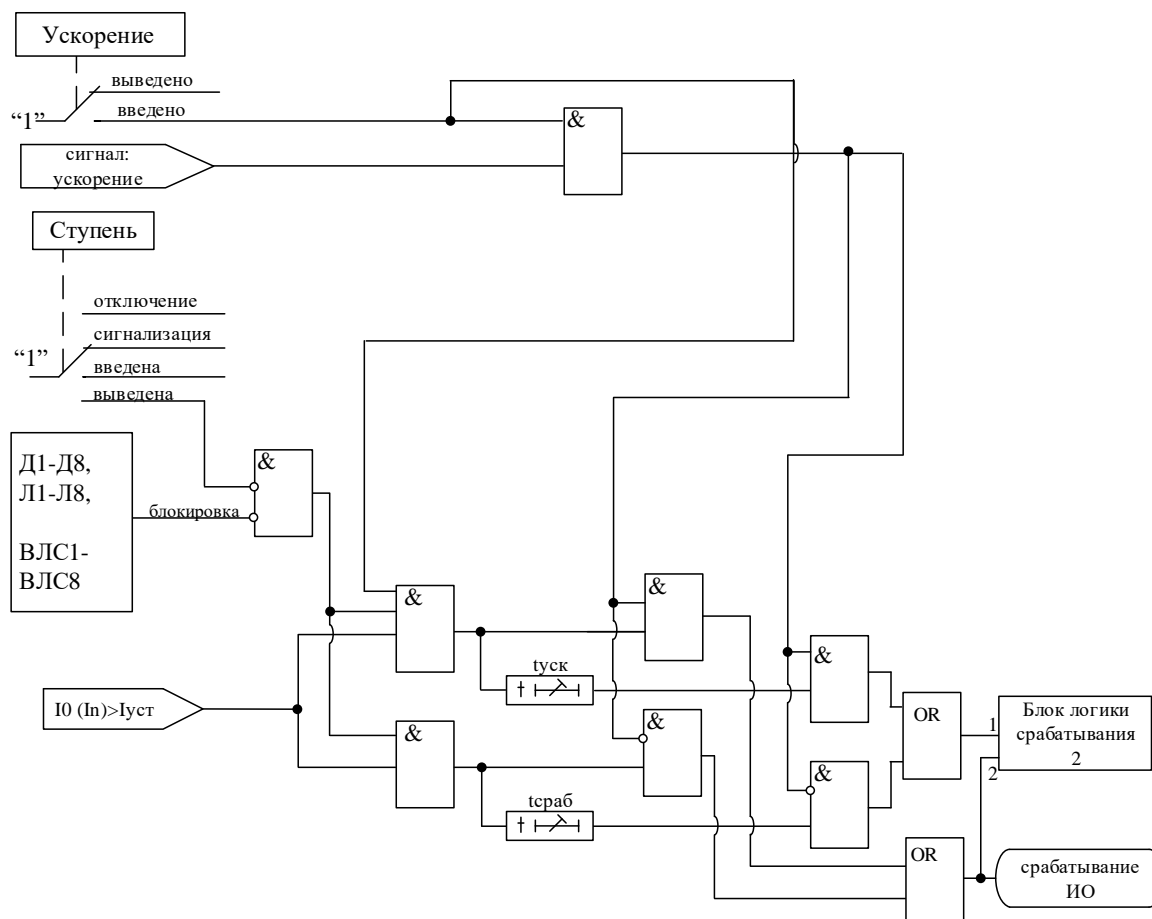 Ускорение
выведено
“1”
введено
&
сигнал:
ускорение
Ступень
отключение
сигнализация
“1”
введена
выведена
&
Д1-Д8,
Л1-Л8,
блокировка
ВЛС1-
ВЛС8
&
&
&
tуск
I0 (In)>Iуст
&
&
OR
1
Блок логики
срабатывания
2
2
&
tсраб
OR
срабатывание
ИО